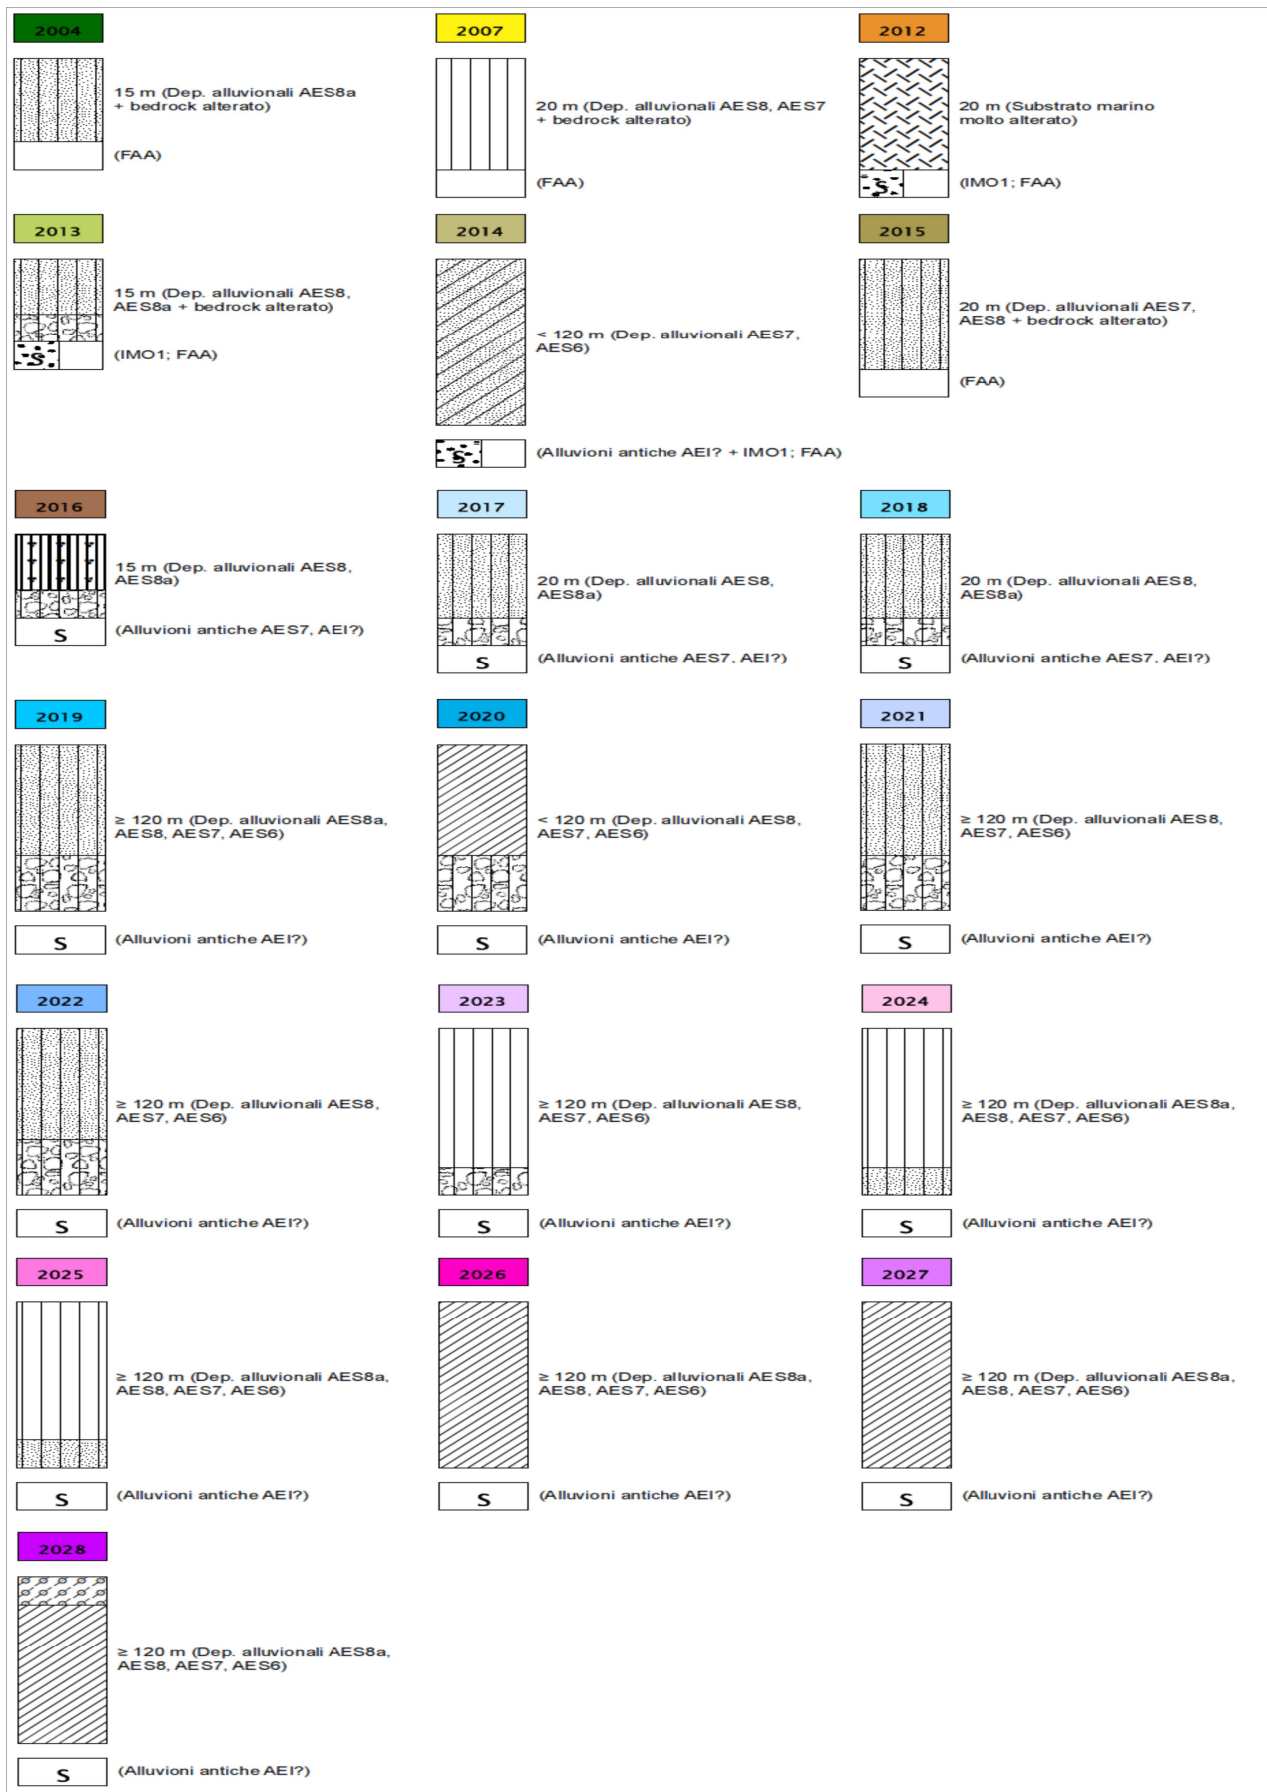 2004
15 m (Dep. alluvionali AES8a
+ bedrock alterato)
(FAA)
2007
20 m (Dep. alluvionali AES8, AES7
+ bedrock alterato)
(FAA)
2012
20 m (Substrato marino
molto alterato)
S
(IMO1; FAA)
2013
15 m (Dep. alluvionali AES8,
AES8a + bedrock alterato)
S
(IMO1; FAA)
2014
< 120 m (Dep. alluvionali AES7,
AES6)
S
(Alluvioni antiche AEI? + IMO1; FAA)
2015
20 m (Dep. alluvionali AES7,
AES8 + bedrock alterato)
(FAA)
2016
15 m (Dep. alluvionali AES8,
AES8a)
S
(Alluvioni antiche AES7, AEI?)
2017
20 m (Dep. alluvionali AES8,
AES8a)
S
(Alluvioni antiche AES7, AEI?)
2018
20 m (Dep. alluvionali AES8,
AES8a)
S
(Alluvioni antiche AES7, AEI?)
2019
≥ 120 m (Dep. alluvionali AES8a,
AES8, AES7, AES6)
S
(Alluvioni antiche AEI?)
2020
< 120 m (Dep. alluvionali AES8,
AES7, AES6)
S
(Alluvioni antiche AEI?)
2021
≥ 120 m (Dep. alluvionali AES8,
AES7, AES6)
S
(Alluvioni antiche AEI?)
2022
≥ 120 m (Dep. alluvionali AES8,
AES7, AES6)
S
(Alluvioni antiche AEI?)
2023
≥ 120 m (Dep. alluvionali AES8,
AES7, AES6)
S
(Alluvioni antiche AEI?)
2024
≥ 120 m (Dep. alluvionali AES8a,
AES8, AES7, AES6)
S
(Alluvioni antiche AEI?)
2025
≥ 120 m (Dep. alluvionali AES8a,
AES8, AES7, AES6)
S
(Alluvioni antiche AEI?)
2026
≥ 120 m (Dep. alluvionali AES8a,
AES8, AES7, AES6)
S
(Alluvioni antiche AEI?)
2027
≥ 120 m (Dep. alluvionali AES8a,
AES8, AES7, AES6)
S
(Alluvioni antiche AEI?)
2028
≥ 120 m (Dep. alluvionali AES8a,
AES8, AES7, AES6)
S
(Alluvioni antiche AEI?)